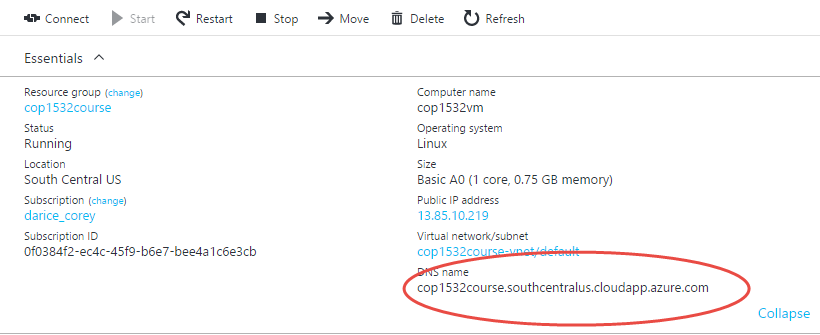 Connect Start Restart Stop Move Delete Refresh
Essentials
Resource group (change)
cop1532course
Status
Running
Location
South Central US
Subscription (change)
darice_corey
Subscription ID
0f0384f2-ec4c-45f9-b6e7-bee4a1c6e3cb
Computer name
cop1532vm
Operating system
Linux
Size
Basic A0 (1 core, 0.75 GB memory)
Public IP address
13.85.10.219
Virtual network/subnet
cop1532course-vnet/default
DNS name
cop1532course.southcentralus.cloudapp.azure.com
Collapse